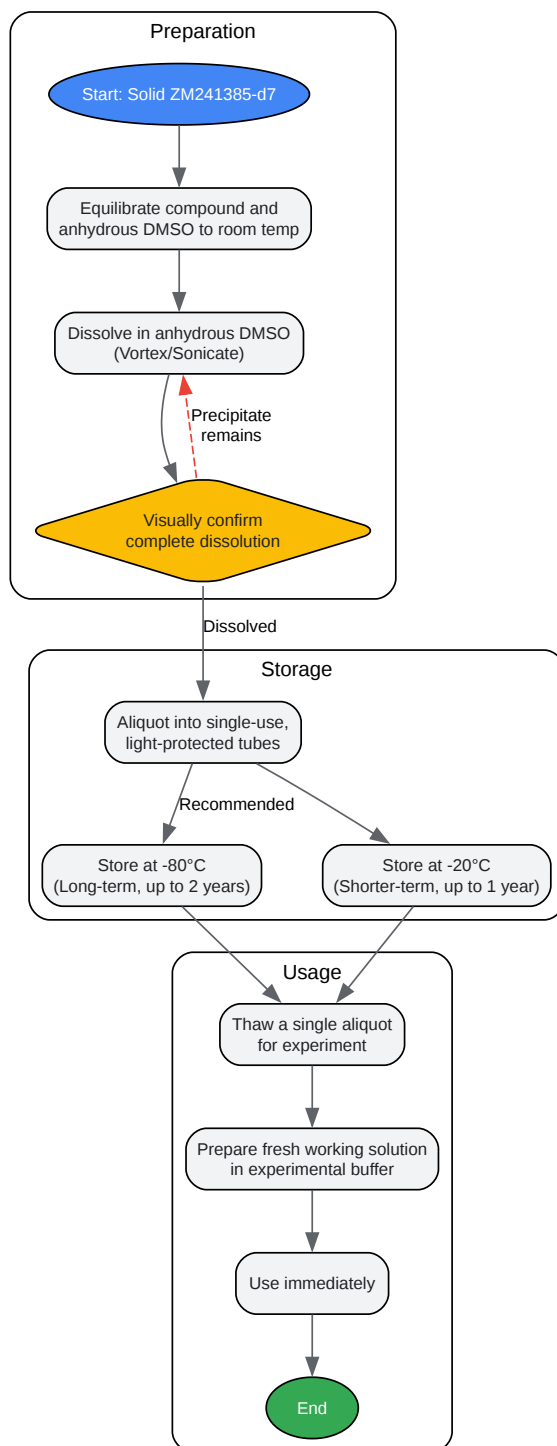 Preparation
Start: Solid ZM241385-d7
Equilibrate compound and
anhydrous DMSO to room temp
Dissolve in anhydrous DMSO
(Vortex/Sonicate)
Precipitate
remains
Visually confirm
complete dissolution
Dissolved
Storage
Aliquot into single-use,
light-protected tubes
Recommended
Store at -80°C
(Long-term, up to 2 years)
Store at -20°C
(Shorter-term, up to 1 year)
Usage
Thaw a single aliquot
for experiment
Prepare fresh working solution
in experimental buffer
Use immediately
End